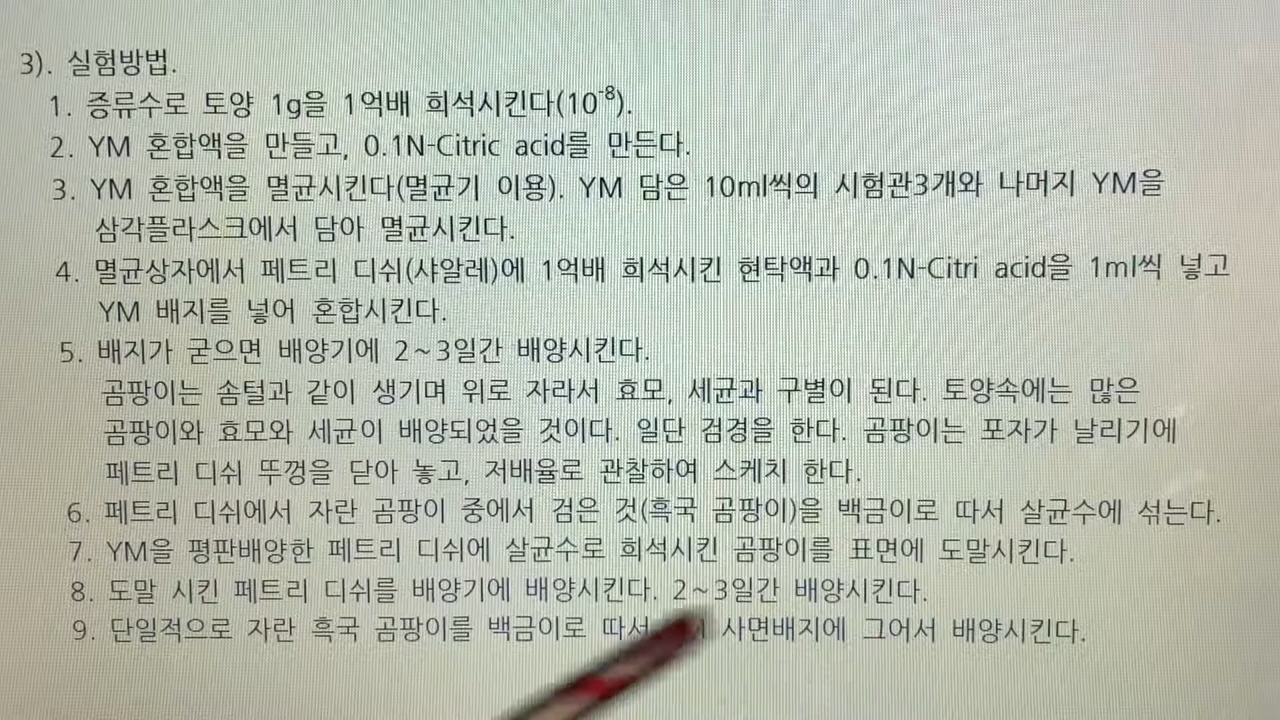 3). 실험방법.
1. 증류수로 토양 1g을 1억배 희석시킨다(10⁻⁸).
2. YM 혼합액을 만들고, 0.1N-Citric acid를 만든다.
3. YM 혼합액을 멸균시킨다(멸균기 이용). YM 담은 10ml씩의 시험관3개와 나머지 YM을
삼각플라스크에서 담아 멸균시킨다.
4. 멸균상자에서 페트리 디쉬(샤알레)에 1억배 희석시킨 현탁액과 0.1N-Citri acid을 1ml씩 넣고
YM 배지를 넣어 혼합시킨다.
5. 배지가 굳으면 배양기에 2~3일간 배양시킨다.
곰팡이는 솜털과 같이 생기며 위로 자라서 효모, 세균과 구별이 된다. 토양속에는 많은
곰팡이와 효모와 세균이 배양되었을 것이다. 일단 검경을 한다. 곰팡이는 포자가 날리기에
페트리 디쉬 뚜껑을 닫아 놓고, 저배율로 관찰하여 스케치 한다.
6. 페트리 디쉬에서 자란 곰팡이 중에서 검은 것(흑국 곰팡이)을 백금이로 따서 살균수에 섞는다.
7. YM을 평판배양한 페트리 디쉬에 살균수로 희석시킨 곰팡이를 표면에 도말시킨다.
8. 도말 시킨 페트리 디쉬를 배양기에 배양시킨다. 2~3일간 배양시킨다.
9. 단일적으로 자란 흑국 곰팡이를 백금이로 따서 사면배지에 그어서 배양시킨다.